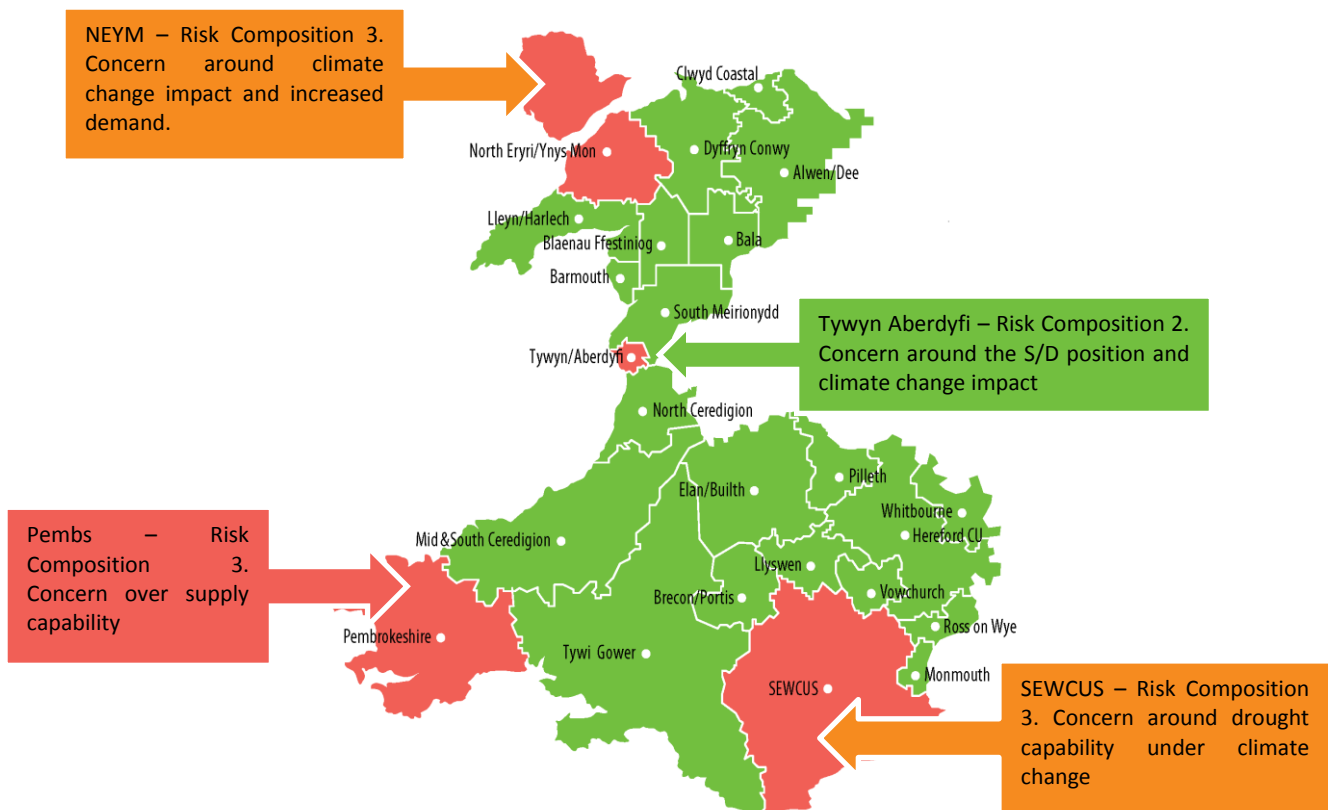 NEYM – Risk Composition 3.
Concern around climate
change impact and increased
demand.
Clwyd Coastal
North Eryri/Ynys Mon
Dyffryn Conwy
Alwen/Dee
Lleyn/Harlech
Blaenau Ffestiniog
Bala
Barmouth
South Meirionydd
Tywyn/Aberdyfi
Tywyn Aberdyfi – Risk Composition 2.
Concern around the S/D position and
climate change impact
North Ceredigion
Pilleth
Elan/Builth
Whitbourne
Hereford CU
Mid &South Ceredigion
Llyswen
Pembs – Risk
Composition 3.
Concern over supply
capability
Brecon/Portis
Vowchurch
Ross on Wye
Pembrokeshire
Tywi Gower
Monmouth
SEWCUS
SEWCUS – Risk Composition
3. Concern around drought
capability under climate
change